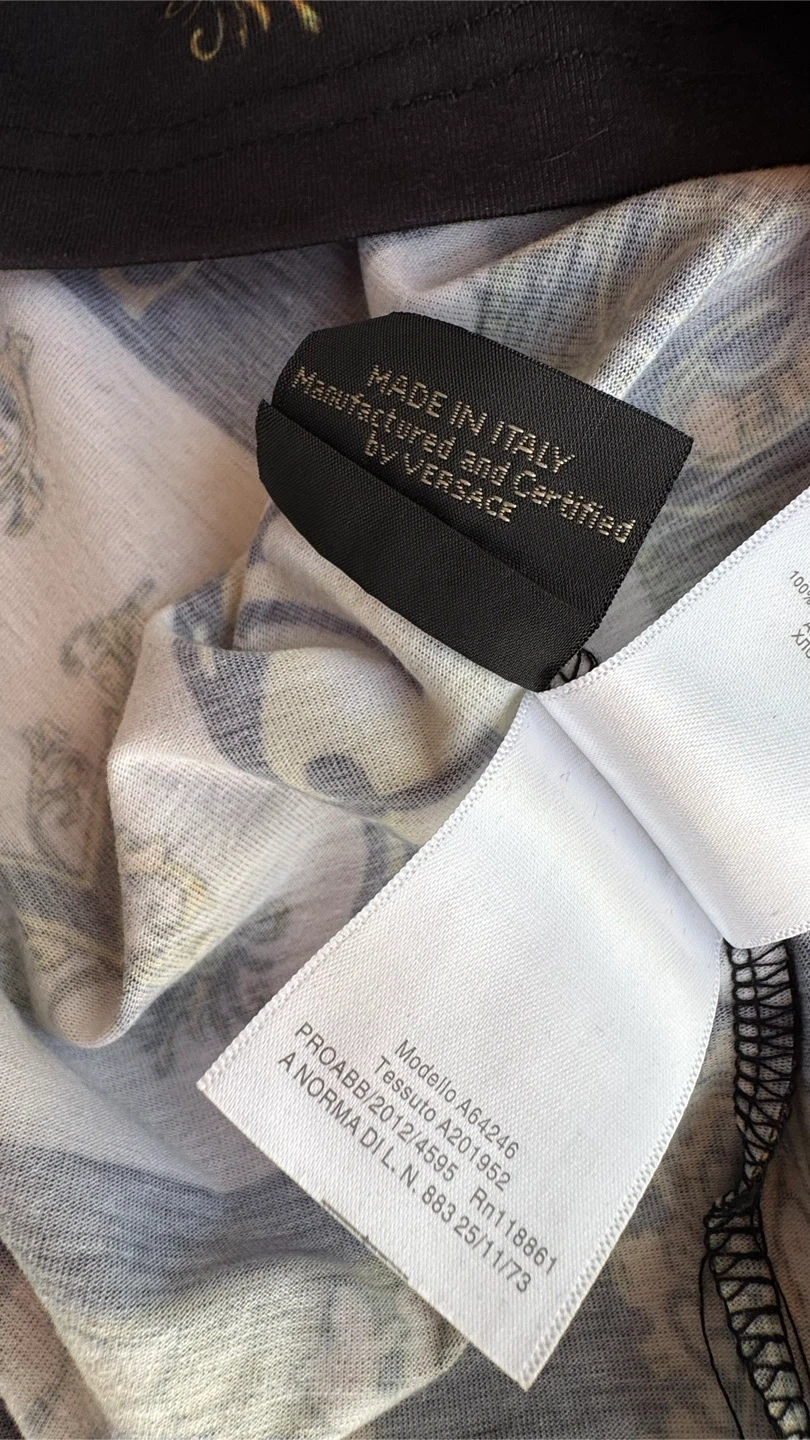 MADE IN ITALY
Manufactured and Certified
by VERSACE
100%
Modello A64246
Tessuto A201952
PROABB/2012/4595 Rn118861
A NORMA DI L. N. 883 25/11/73